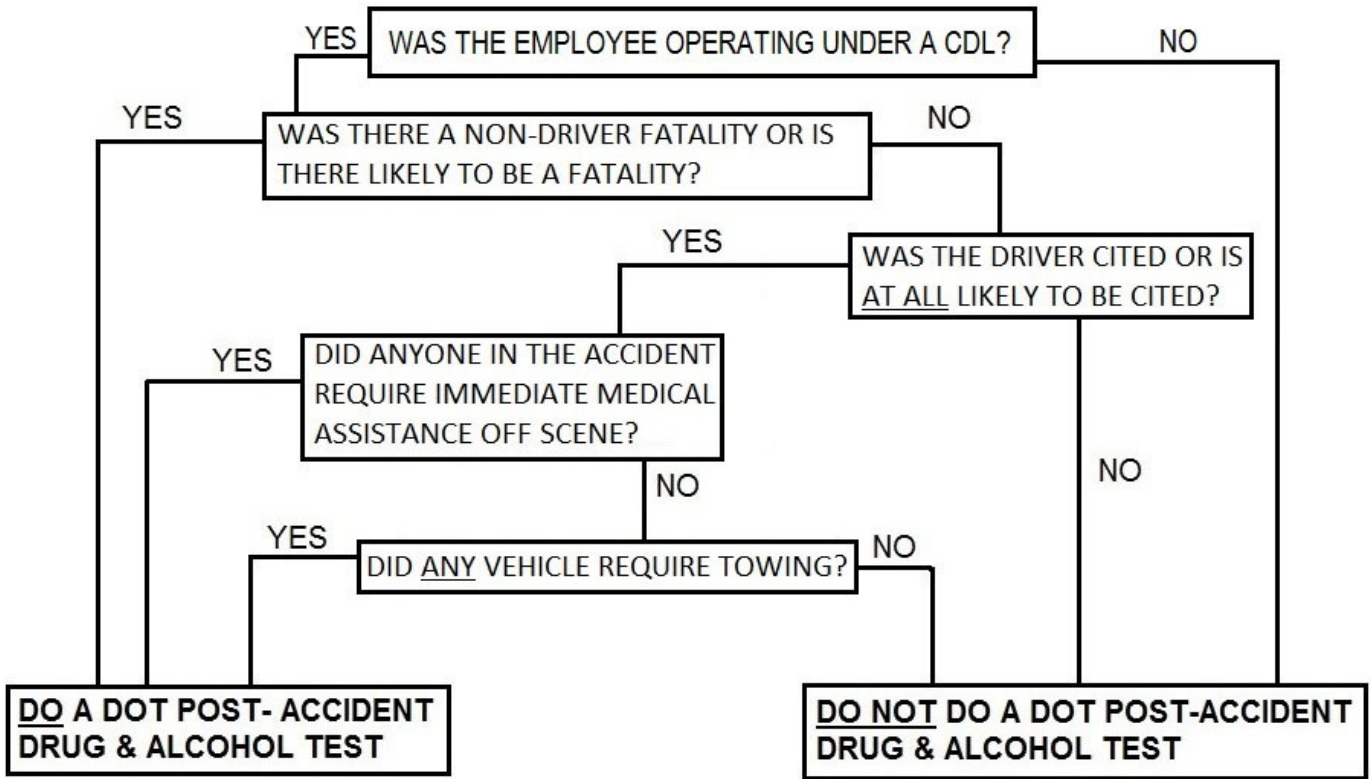 YES
WAS THE EMPLOYEE OPERATING UNDER A CDL?
NO
YES
WAS THERE A NON-DRIVER FATALITY OR IS
THERE LIKELY TO BE A FATALITY?
NO
YES
WAS THE DRIVER CITED OR IS
AT ALL LIKELY TO BE CITED?
YES
DID ANYONE IN THE ACCIDENT
REQUIRE IMMEDIATE MEDICAL
ASSISTANCE OFF SCENE?
NO
NO
YES
DID ANY VEHICLE REQUIRE TOWING?
NO
DO A DOT POST- ACCIDENT
DRUG & ALCOHOL TEST
DO NOT DO A DOT POST-ACCIDENT
DRUG & ALCOHOL TEST